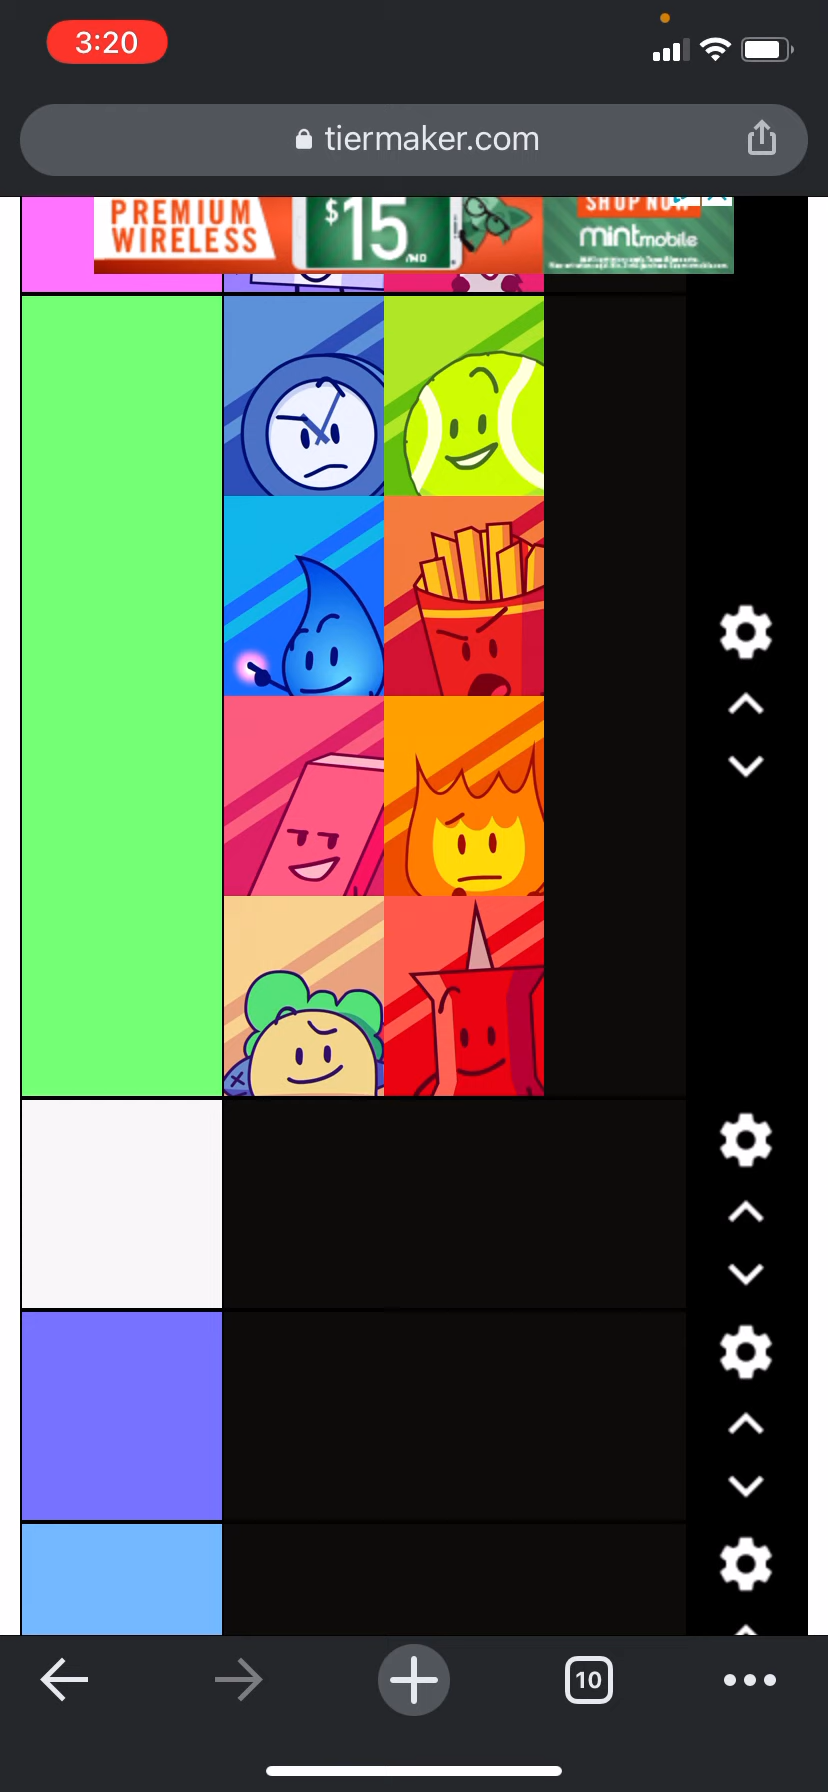 3:20
tiermaker.com
PREMIUM
WIRELESS
$15
/MO
SHOP NOW
mintmobile
10